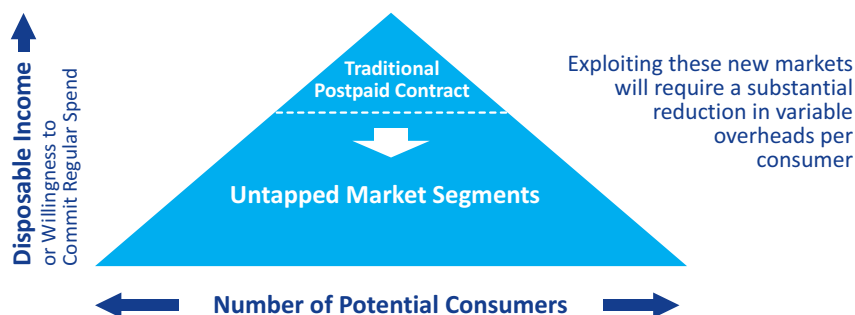 Disposable Income
or Willingness to
Commit Regular Spend
Traditional
Postpaid Contract
Untapped Market Segments
Exploiting these new markets
will require a substantial
reduction in variable
overheads per
consumer
Number of Potential Consumers